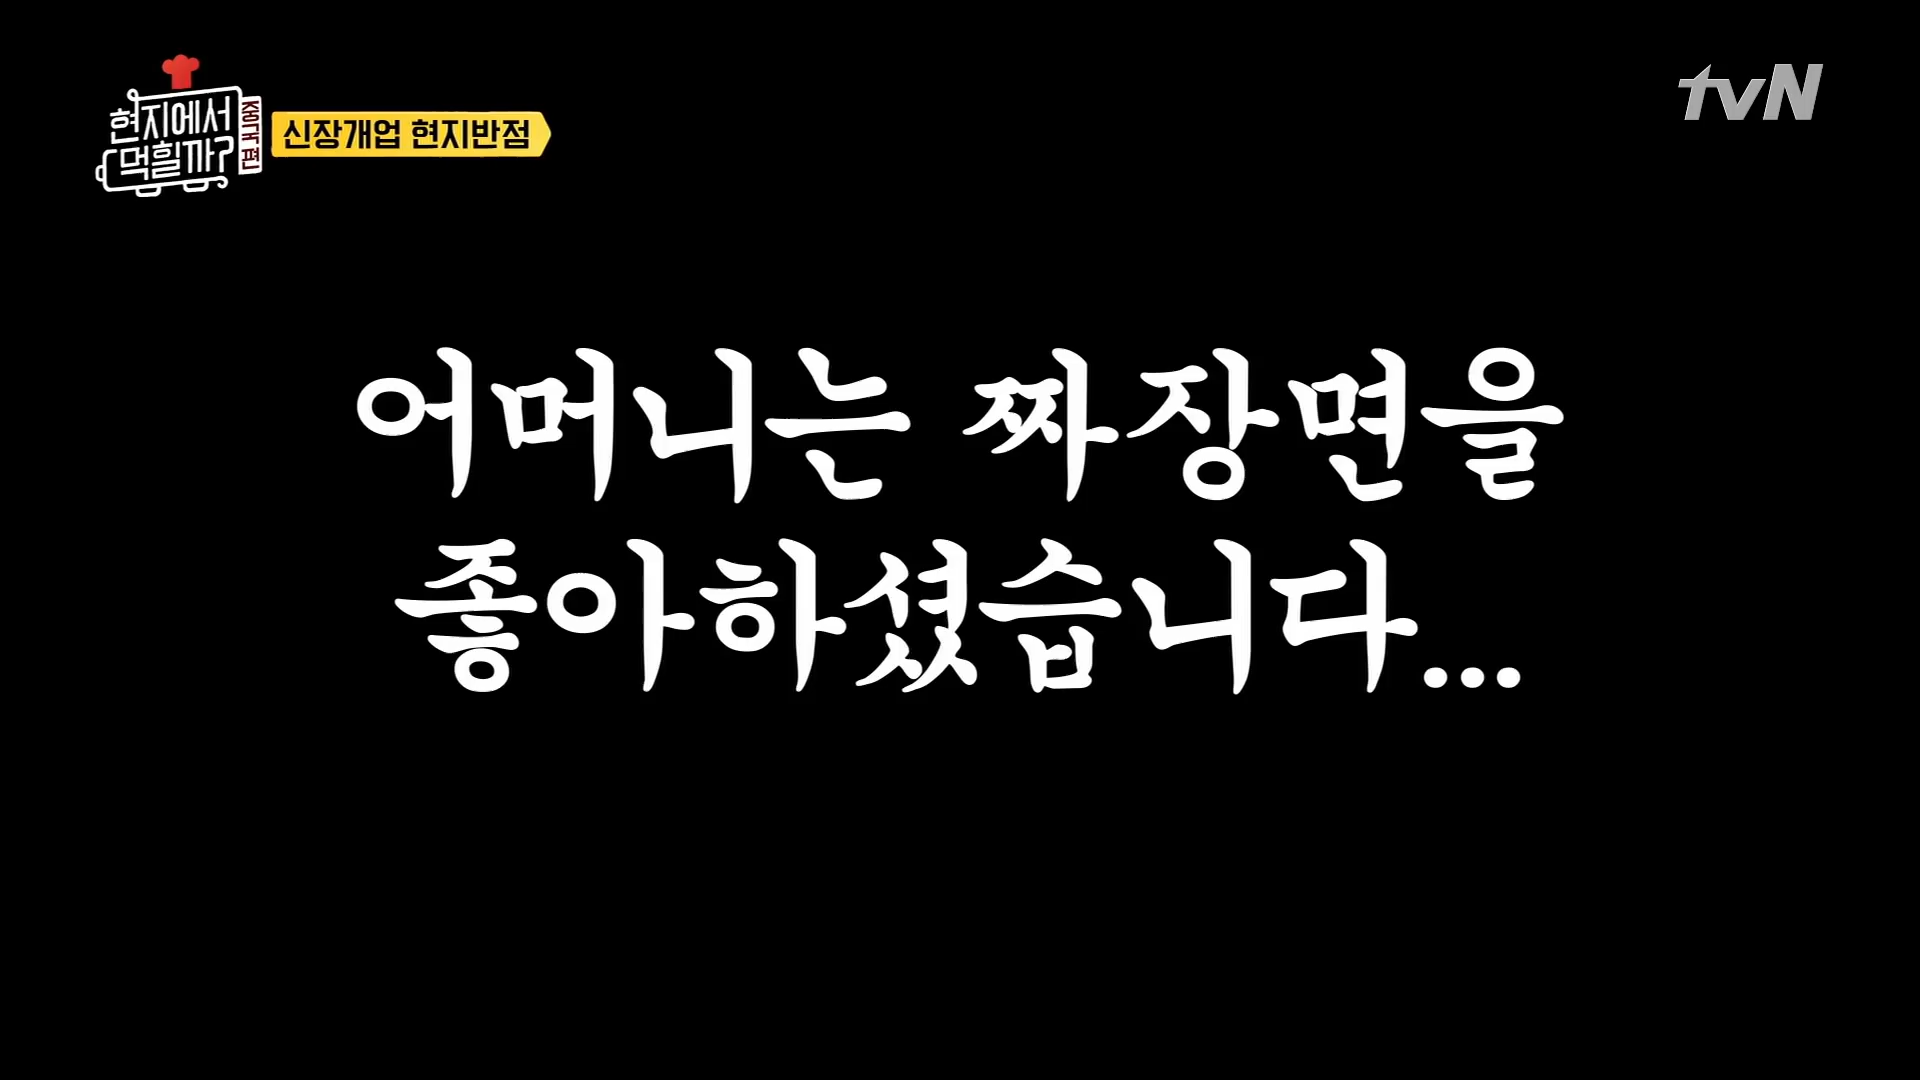 현지에서
먹힐까?
중국편
신장개업 현지반점
tvN
어머니는 짜장면을
좋아하셨습니다...